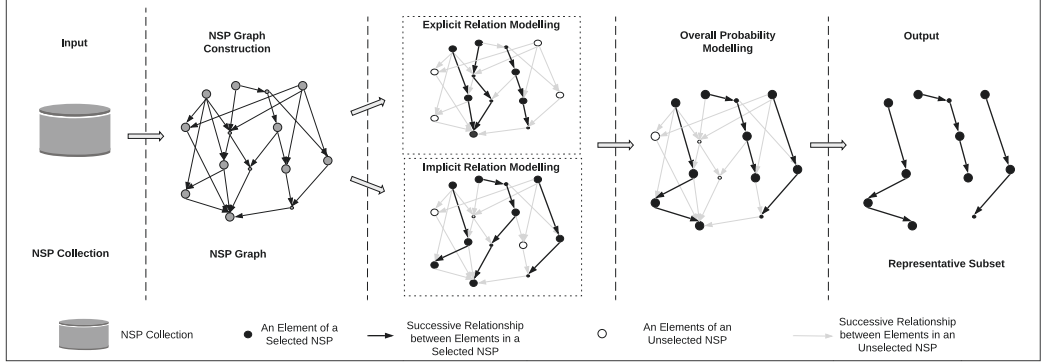 Input
NSP Graph
Construction
Explicit Relation Modelling
Overall Probability
Modelling
Output
Implicit Relation Modelling
NSP Collection
NSP Graph
Representative Subset
NSP Collection
An Element of a
Selected NSP
Successive Relationship
between Elements in a
Selected NSP
An Elements of an
Unselected NSP
Successive Relationship
between Elements in an
Unselected NSP